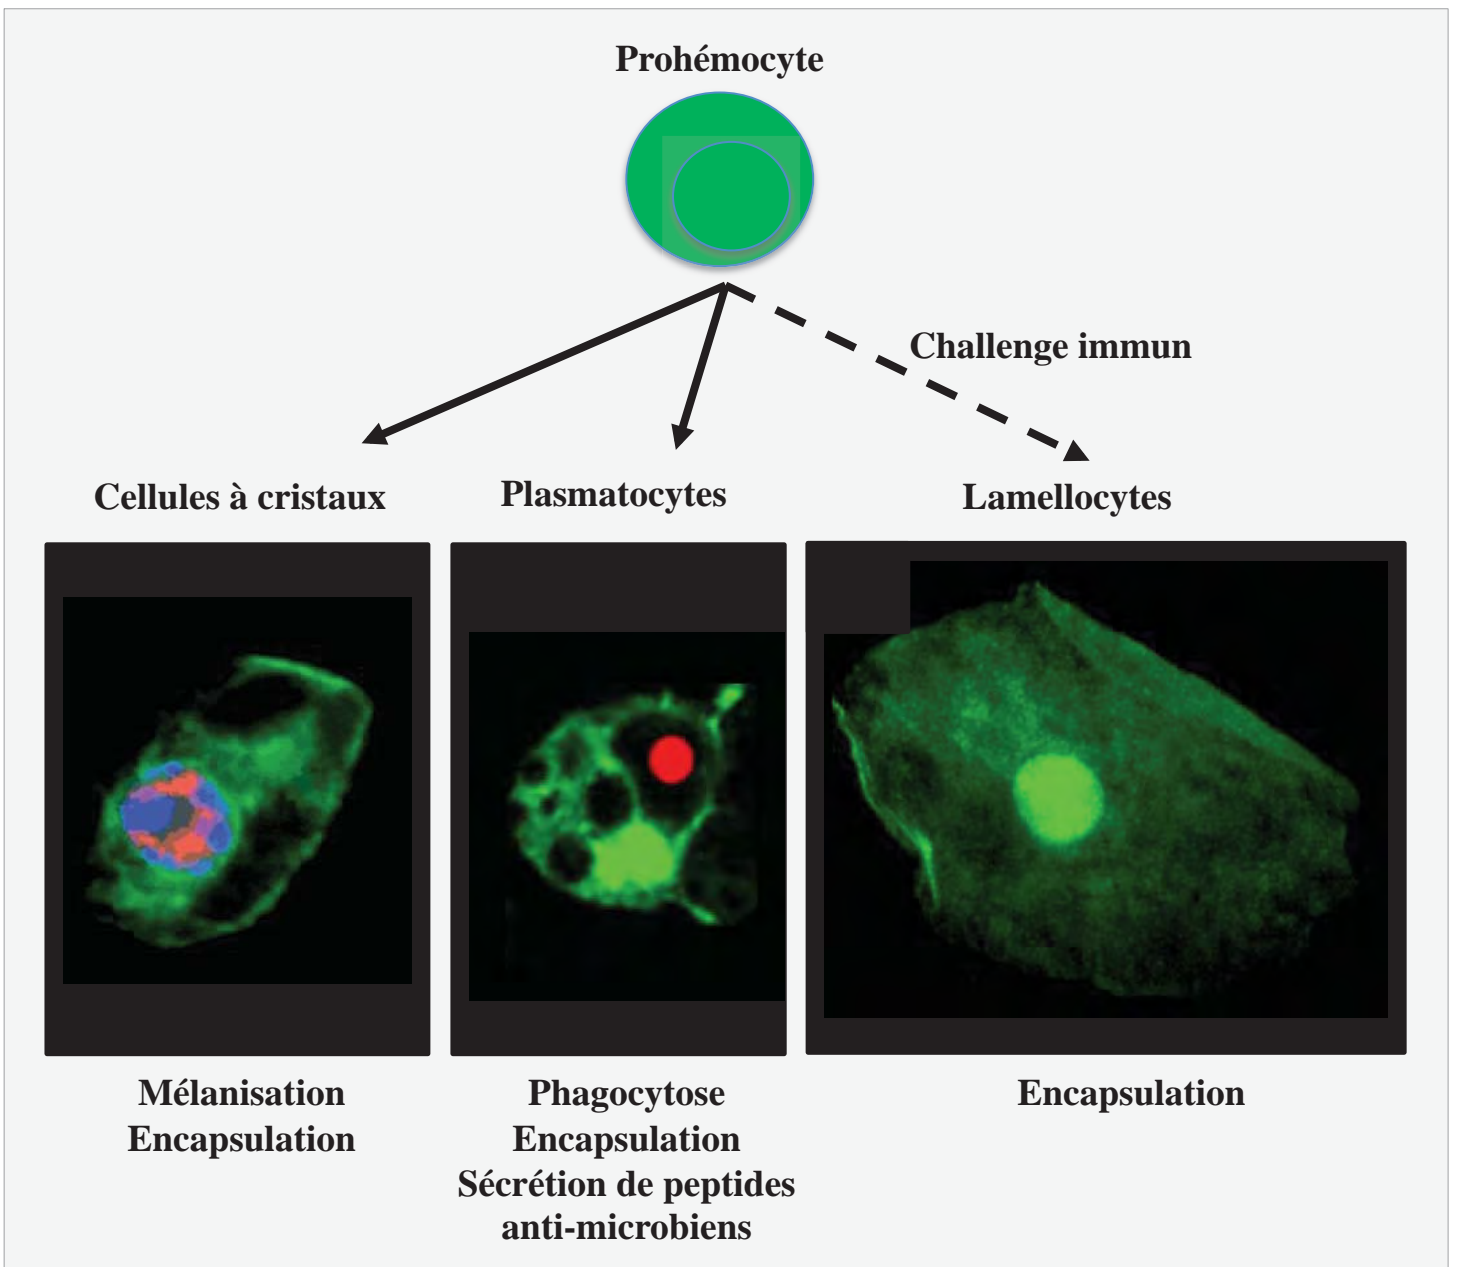 Prohémocyte
Challenge immun
Cellules à cristaux
Plasmatocytes
Lamellocytes
Mélanisation
Encapsulation
Phagocytose
Encapsulation
Sécrétion de peptides
anti-microbiens
Encapsulation